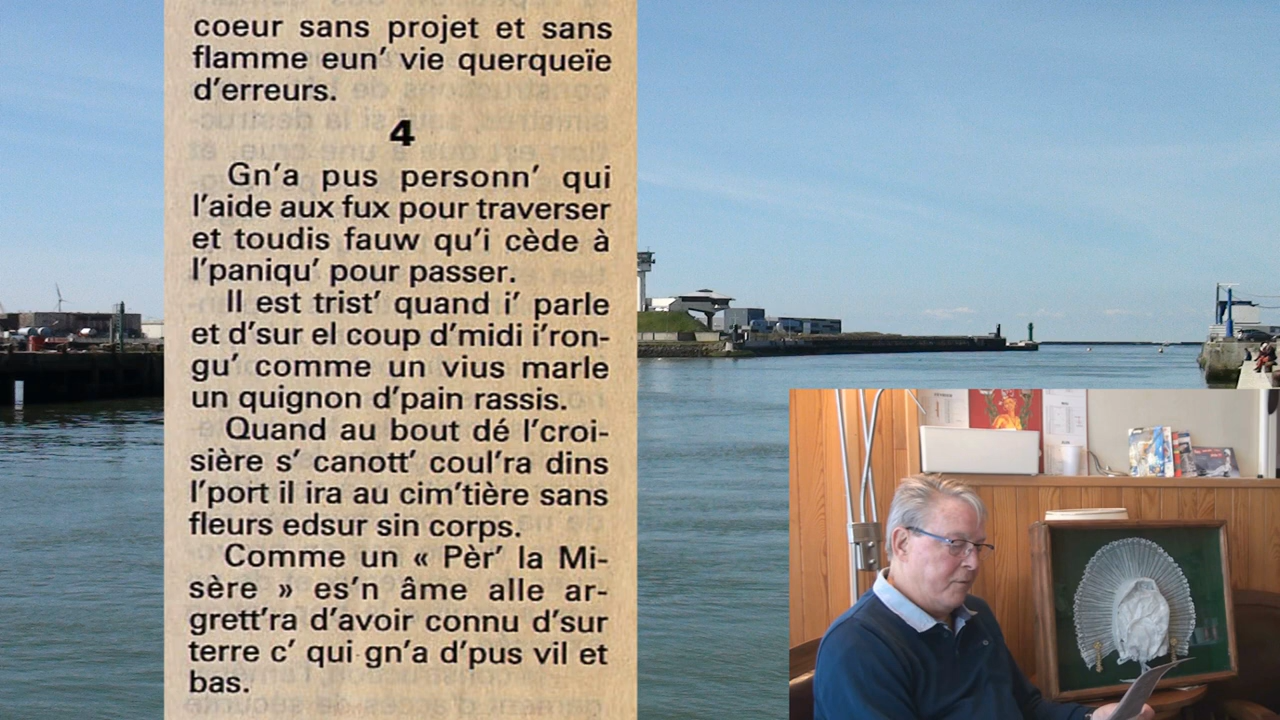 coeur sans projet et sans
flamme eun' vie querqueïe
d'erreurs.
4
Gn'a pus personn' qui
l'aide aux fux pour traverser
et toudis fauw qu'i cède à
l'paniqu' pour passer.
Il est trist' quand i' parle
et d'sur el coup d'midi i'ron-
gu' comme un vius marle
un quignon d'pain rassis.
Quand au bout dé l'croi-
sière s' canott' coul'ra dins
l'port il ira au cim'tière sans
fleurs edsur sin corps.
Comme un « Pèr' la Mi-
sère » es'n âme alle ar-
grett'ra d'avoir connu d'sur
terre c' qui gn'a d'pus vil et
bas.